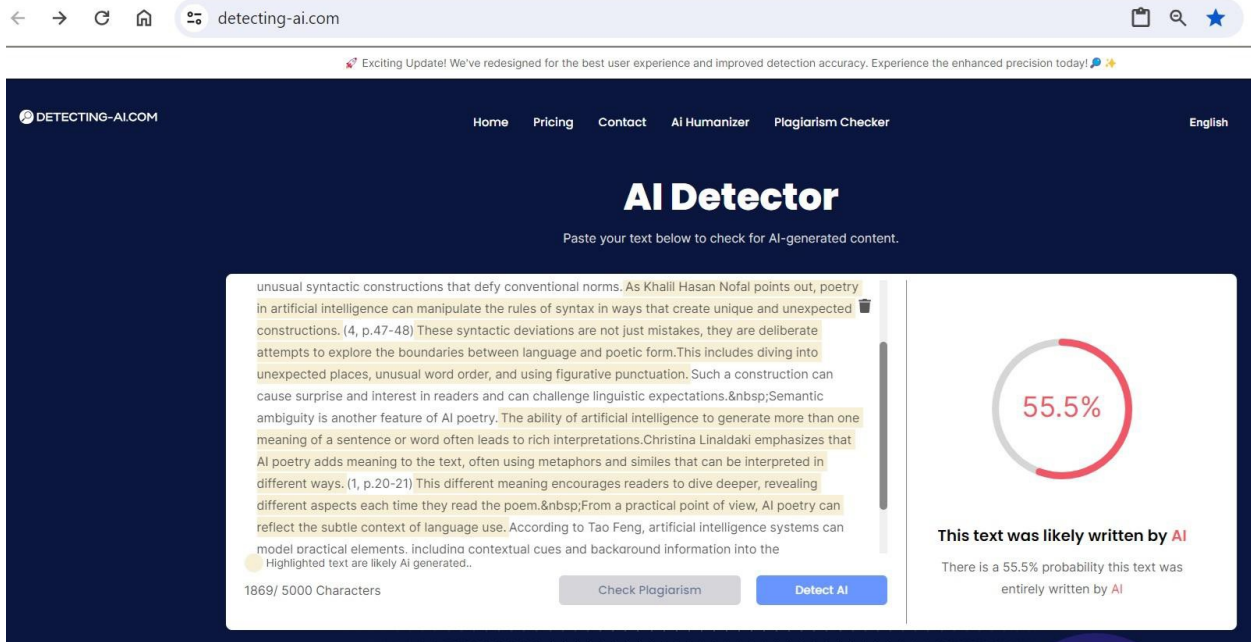 detecting-ai.com
🚀 Exciting Update! We've redesigned for the best user experience and improved detection accuracy. Experience the enhanced precision today!🔎✨
DETECTING-AI.COM
Home Pricing Contact Ai Humanizer Plagiarism Checker
English
AI Detector
Paste your text below to check for AI-generated content.
unusual syntactic constructions that defy conventional norms. As Khalil Hasan Nofal points out, poetry
in artificial intelligence can manipulate the rules of syntax in ways that create unique and unexpected
constructions. (4, p.47-48) These syntactic deviations are not just mistakes, they are deliberate
attempts to explore the boundaries between language and poetic form.This includes diving into
unexpected places, unusual word order, and using figurative punctuation. Such a construction can
cause surprise and interest in readers and can challenge linguistic expectations.&nbsp;Semantic
ambiguity is another feature of AI poetry. The ability of artificial intelligence to generate more than one
meaning of a sentence or word often leads to rich interpretations.Christina Linaldaki emphasizes that
AI poetry adds meaning to the text, often using metaphors and similes that can be interpreted in
different ways. (1, p.20-21) This different meaning encourages readers to dive deeper, revealing
different aspects each time they read the poem.&nbsp;From a practical point of view, AI poetry can
reflect the subtle context of language use. According to Tao Feng, artificial intelligence systems can
model practical elements, including contextual cues and background information into the
Highlighted text are likely Ai generated..
1869/ 5000 Characters
Check Plagiarism
Detect AI
55.5%
This text was likely written by AI
There is a 55.5% probability this text was
entirely written by AI